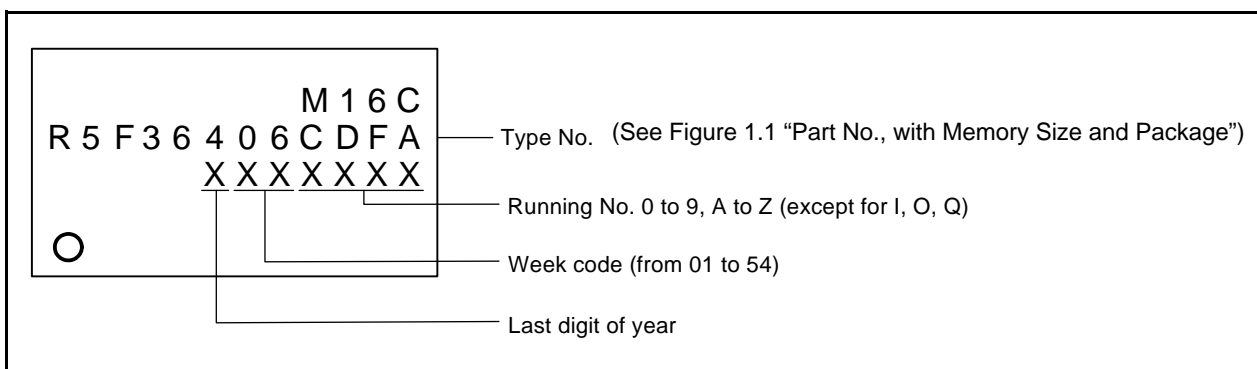 M16C
R5F36406CDFA
XXXXXXX
Type No. (See Figure 1.1 “Part No., with Memory Size and Package”)
Running No. 0 to 9, A to Z (except for I, O, Q)
Week code (from 01 to 54)
Last digit of year